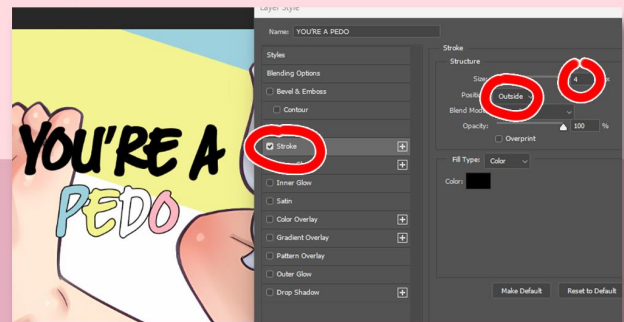 Layer Style
Name: YOU'RE A PEDO
Styles
Blending Options
Bevel & Emboss
Contour
Stroke
Inner Glow
Satin
Color Overlay
Gradient Overlay
Pattern Overlay
Outer Glow
Drop Shadow
Stroke
Structure
4
Outside
Opacity: 100 %
Overprint
Fill Type: Color
Color:
Make Default Reset to Default
YOU'RE A
PEDO